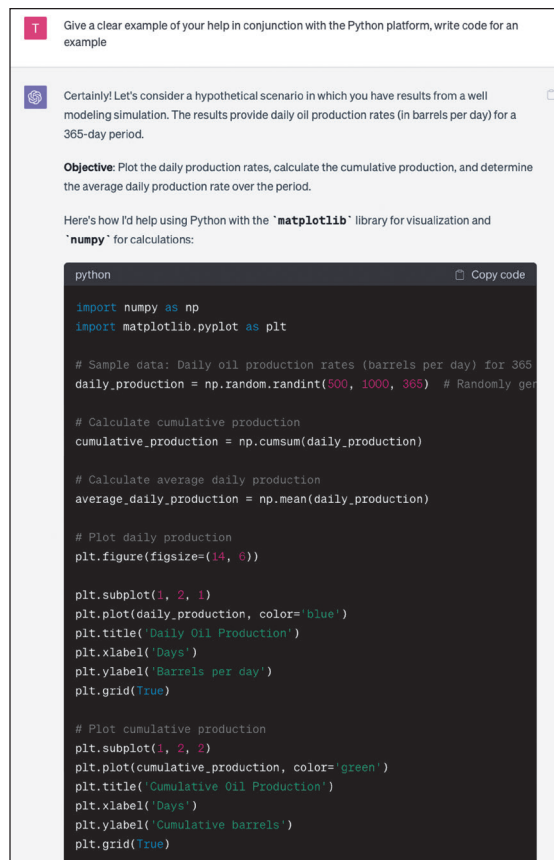 T
Give a clear example of your help in conjunction with the Python platform, write code for an
example
Certainly! Let's consider a hypothetical scenario in which you have results from a well
modeling simulation. The results provide daily oil production rates (in barrels per day) for a
365-day period.
Objective: Plot the daily production rates, calculate the cumulative production, and determine
the average daily production rate over the period.
Here's how I'd help using Python with the `matplotlib` library for visualization and
`numpy` for calculations:
python Copy code
import numpy as np
import matplotlib.pyplot as plt
# Sample data: Daily oil production rates (barrels per day) for 365
daily_production = np.random.randint(500, 1000, 365)  # Randomly ger
# Calculate cumulative production
cumulative_production = np.cumsum(daily_production)
# Calculate average daily production
average_daily_production = np.mean(daily_production)
# Plot daily production
plt.figure(figsize=(14, 6))
plt.subplot(1, 2, 1)
plt.plot(daily_production, color='blue')
plt.title('Daily Oil Production')
plt.xlabel('Days')
plt.ylabel('Barrels per day')
plt.grid(True)
# Plot cumulative production
plt.subplot(1, 2, 2)
plt.plot(cumulative_production, color='green')
plt.title('Cumulative Oil Production')
plt.xlabel('Days')
plt.ylabel('Cumulative barrels')
plt.grid(True)